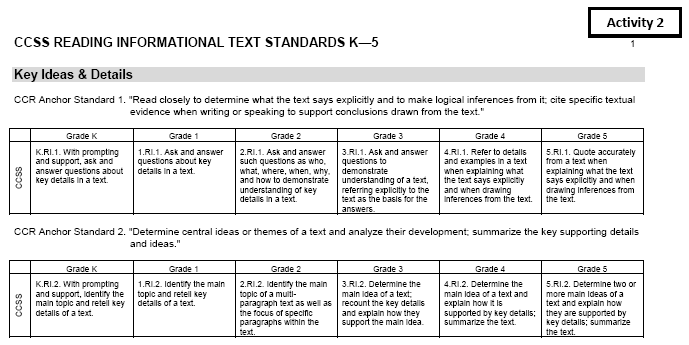 Activity 2
CCSS READING INFORMATIONAL TEXT STANDARDS K—5
1
Key Ideas & Details
CCR Anchor Standard 1. "Read closely to determine what the text says explicitly and to make logical inferences from it; cite specific textual
evidence when writing or speaking to support conclusions drawn from the text."
Grade K
Grade 1
Grade 2
Grade 3
Grade 4
Grade 5
CCSS
K.RI.1. With prompting
and support, ask and
answer questions about
key details in a text.
1.RI.1. Ask and answer
questions about key
details in a text.
2.RI.1. Ask and answer
such questions as who,
what, where, when, why,
and how to demonstrate
understanding of key
details in a text.
3.RI.1. Ask and answer
questions to
demonstrate
understanding of a text,
referring explicitly to the
text as the basis for the
answers.
4.RI.1. Refer to details
and examples in a text
when explaining what
the text says explicitly
and when drawing
inferences from the text.
5.RI.1. Quote accurately
from a text when
explaining what the text
says explicitly and when
drawing inferences from
the text.
CCR Anchor Standard 2. "Determine central ideas or themes of a text and analyze their development; summarize the key supporting details
and ideas."
Grade K
Grade 1
Grade 2
Grade 3
Grade 4
Grade 5
CCSS
K.RI.2. With prompting
and support, identify the
main topic and retell key
details of a text.
1.RI.2. Identify the main
topic and retell key
details of a text.
2.RI.2. Identify the main
topic of a multi-
paragraph text as well as
the focus of specific
paragraphs within the
text.
3.RI.2. Determine the
main idea of a text;
recount the key details
and explain how they
support the main idea.
4.RI.2. Determine the
main idea of a text and
explain how it is
supported by key details;
summarize the text.
5.RI.2. Determine two or
more main ideas of a
text and explain how
they are supported by
key details; summarize
the text.